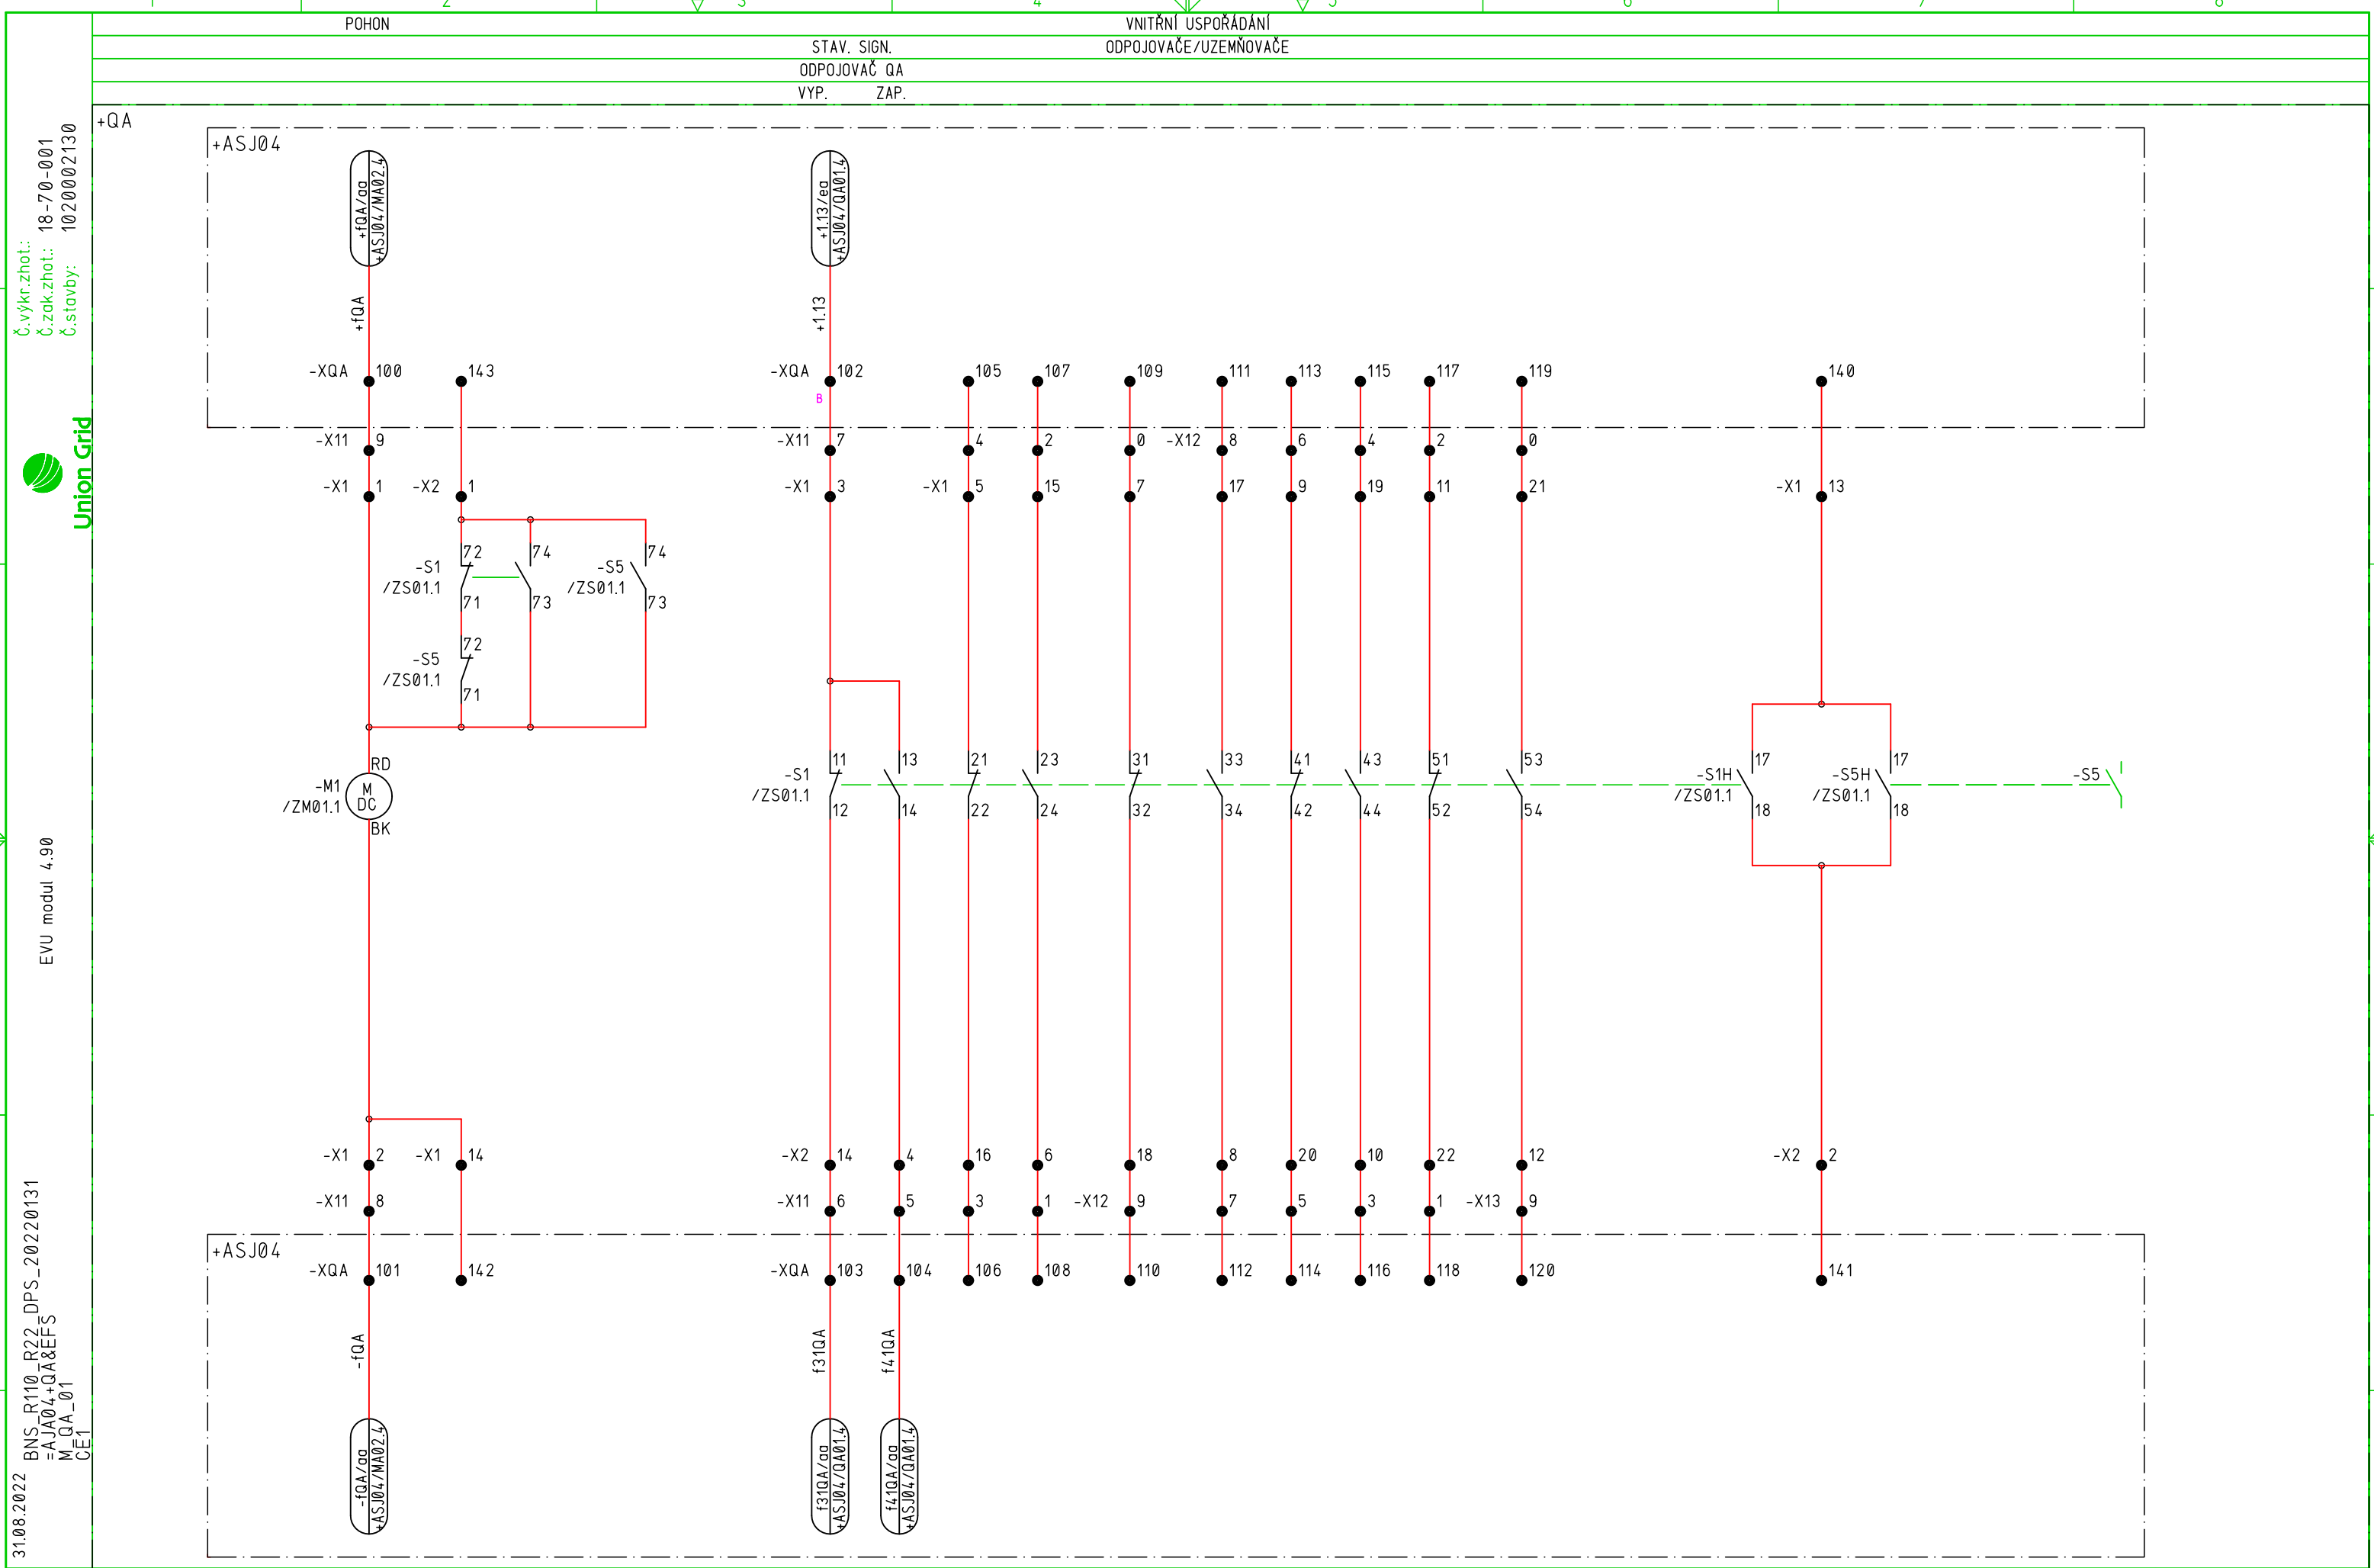 1 2 3 4 5 6 7 8
POHON VNITŘNÍ USPOŘÁDÁNÍ
STAV. SIGN. ODPOJOVAČE/UZEMŇOVAČE
ODPOJOVAČ QA
VYP. ZAP.
+QA
+ASJ04
+fQA/aa
+ASJ04/MA02.4
+1.13/ea
+ASJ04/QA01.4
+fQA
+1.13
-XQA 100 143 -XQA 102 105 107 109 111 113 115 117 119 140
B
-X11 9 -X11 7 4 2 0 -X12 8 6 4 2 0
-X1 1 -X2 1 -X1 3 -X1 5 15 7 17 9 19 11 21 -X1 13
72 74 74
-S1 -S5
/ZS01.1 /ZS01.1
71 73 73
72
-S5
/ZS01.1
71
RD 11 13 21 23 31 33 41 43 51 53 17 17
-M1 M -S1 -S1H -S5H -S5
/ZM01.1 DC /ZS01.1 /ZS01.1 /ZS01.1
BK 12 14 22 24 32 34 42 44 52 54 18 18
-X1 2 -X1 14 -X2 14 4 16 6 18 8 20 10 22 12 -X2 2
-X11 8 -X11 6 5 3 1 -X12 9 7 5 3 1 -X13 9
+ASJ04
-XQA 101 142 -XQA 103 104 106 108 110 112 114 116 118 120 141
-fQA
f31QA
f41QA
-fQA/aa
+ASJ04/MA02.4
f31QA/aa
+ASJ04/QA01.4
f41QA/aa
+ASJ04/QA01.4
Č.výkr.zhot.:
Č.zak.zhot.: 18-70-001
Č.stavby: 1020002130
Union Grid
EVU modul 4.90
BNS_R110_R22_DPS_20220131
=AJA04+QA&EFS
M_QA_01
CE1
31.08.2022